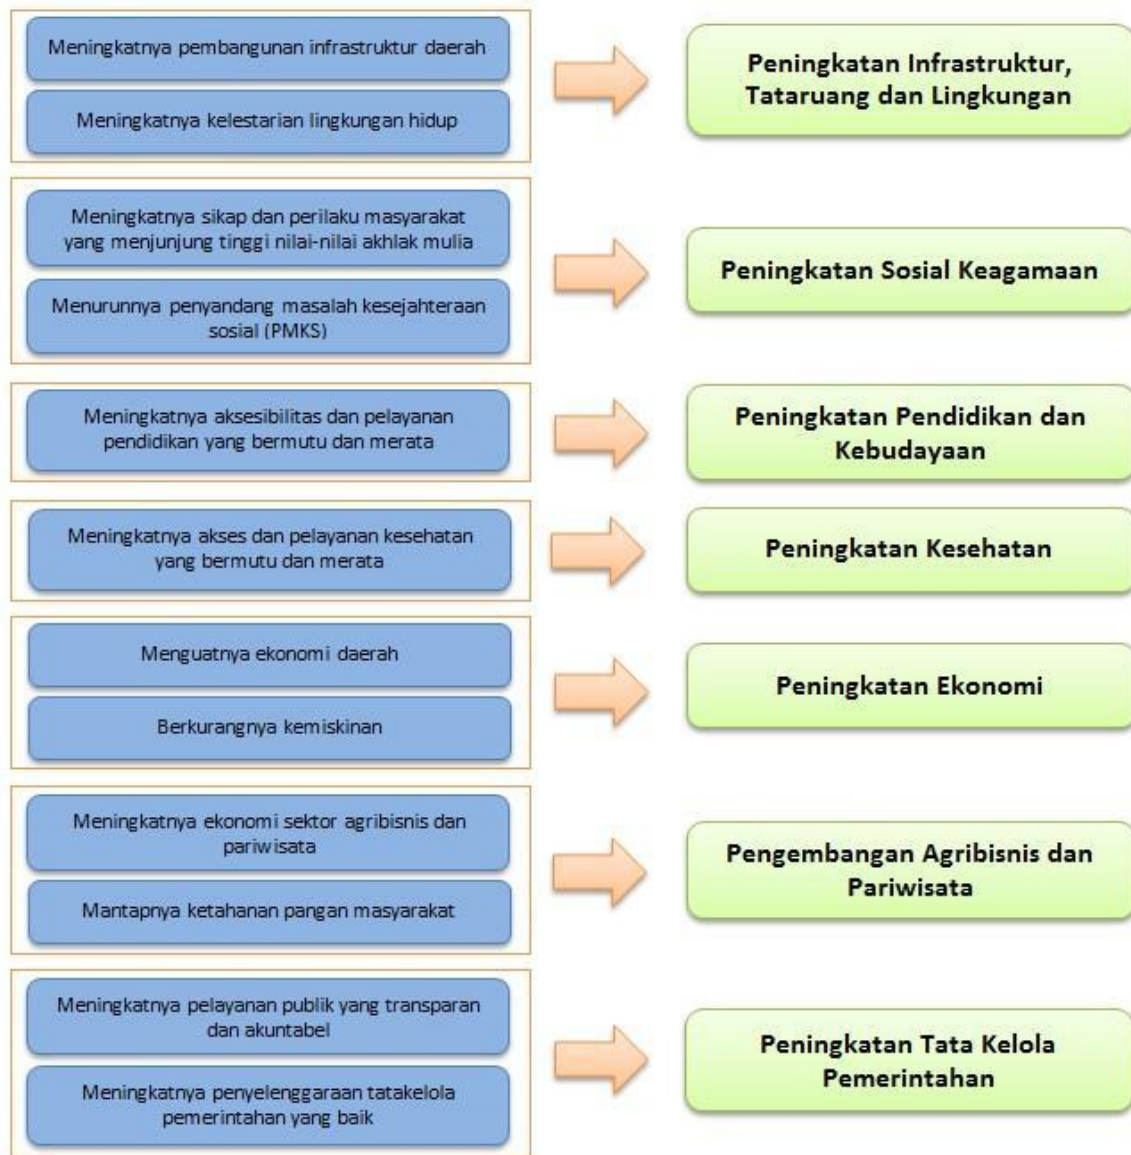 Meningkatnya pembangunan infrastruktur daerah
Meningkatnya kelestarian lingkungan hidup
Peningkatan Infrastruktur,
Tataruang dan Lingkungan
Meningkatnya sikap dan perilaku masyarakat
yang menjunjung tinggi nilai-nilai akhlak mulia
Menurunnya penyandang masalah kesejahteraan
sosial (PMKS)
Peningkatan Sosial Keagamaan
Meningkatnya aksesibilitas dan pelayanan
pendidikan yang bermutu dan merata
Peningkatan Pendidikan dan
Kebudayaan
Meningkatnya akses dan pelayanan kesehatan
yang bermutu dan merata
Peningkatan Kesehatan
Menguatnya ekonomi daerah
Berkurangnya kemiskinan
Peningkatan Ekonomi
Meningkatnya ekonomi sektor agribisnis dan
pariwisata
Mantapnya ketahanan pangan masyarakat
Pengembangan Agribisnis dan
Pariwisata
Meningkatnya pelayanan publik yang transparan
dan akuntabel
Meningkatnya penyelenggaraan tatakelola
pemerintahan yang baik
Peningkatan Tata Kelola
Pemerintahan